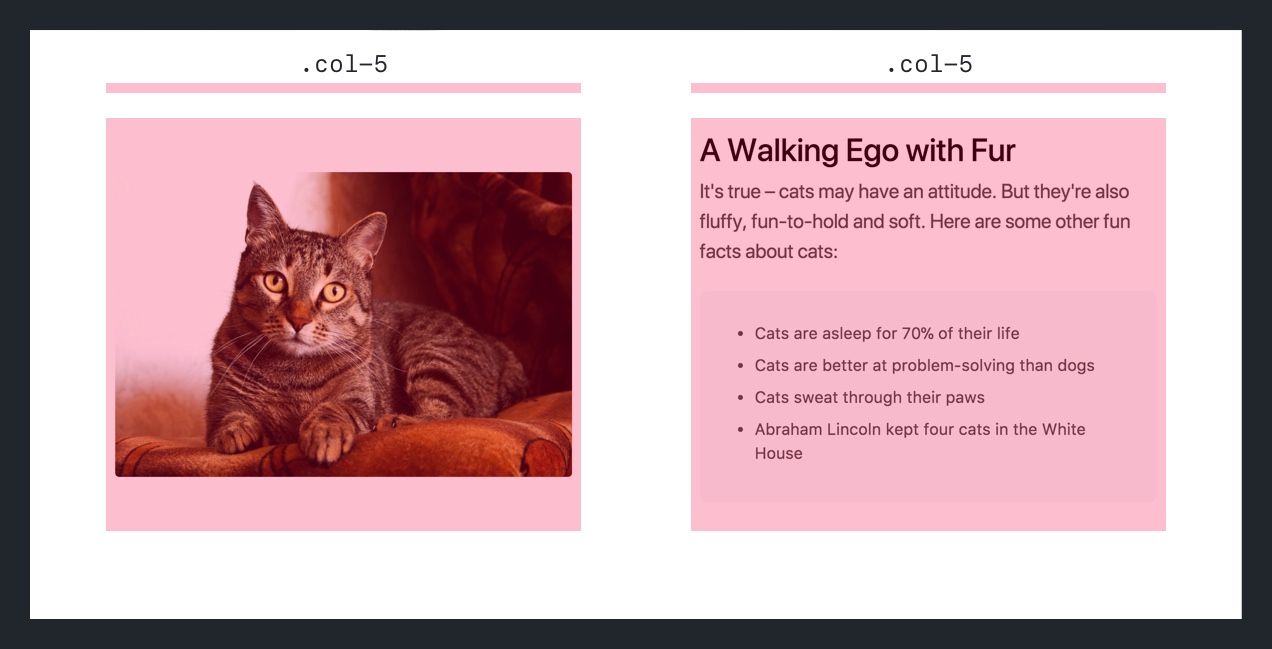 .col-5
.col-5
A Walking Ego with Fur
It's true – cats may have an attitude. But they're also
fluffy, fun-to-hold and soft. Here are some other fun
facts about cats:
• Cats are asleep for 70% of their life
• Cats are better at problem-solving than dogs
• Cats sweat through their paws
• Abraham Lincoln kept four cats in the White
House